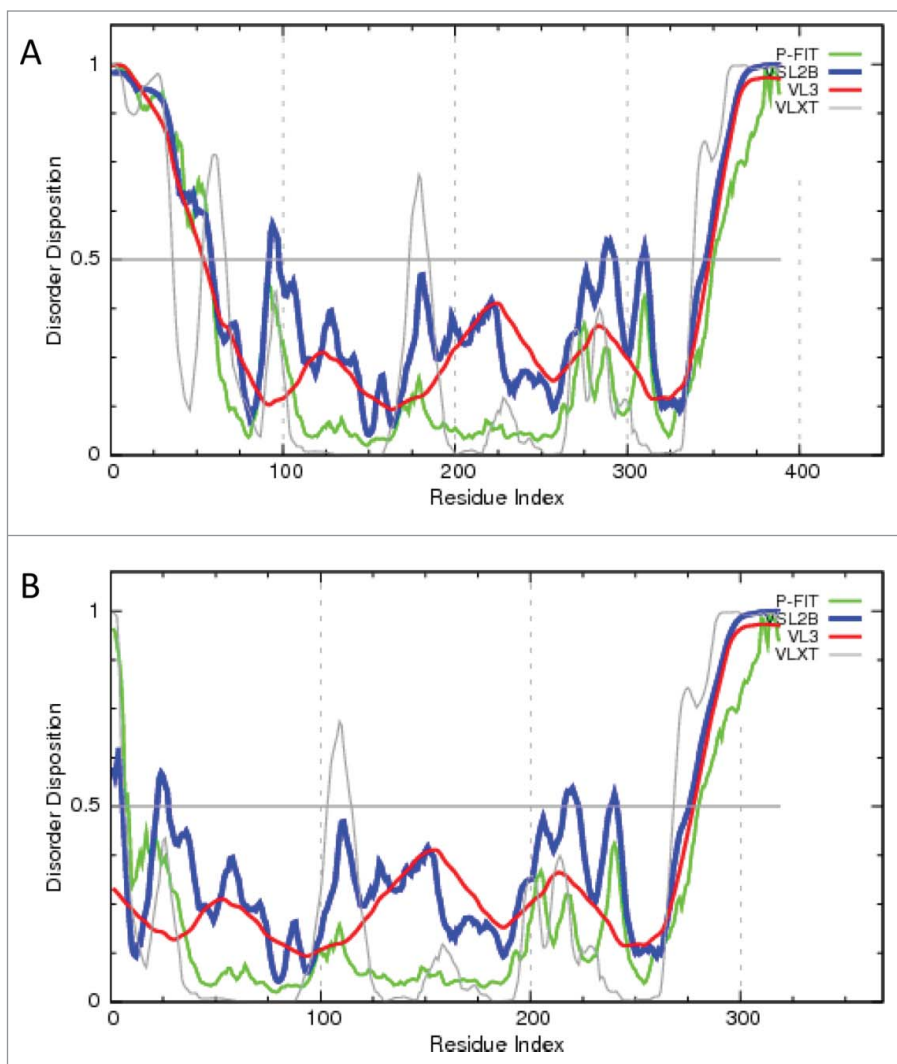 A
1
0.5
0
Disorder Disposition
P-FIT
VSL2B
VL3
VLXT
0 100 200 300 400
Residue Index
B
1
0.5
0
Disorder Disposition
P-FIT
VSL2B
VL3
VLXT
0 100 200 300
Residue Index